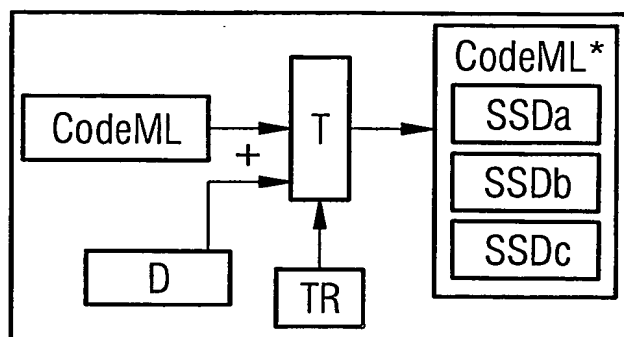 CodeML
+
D
T
TR
CodeML*
SSDa
SSDb
SSDc